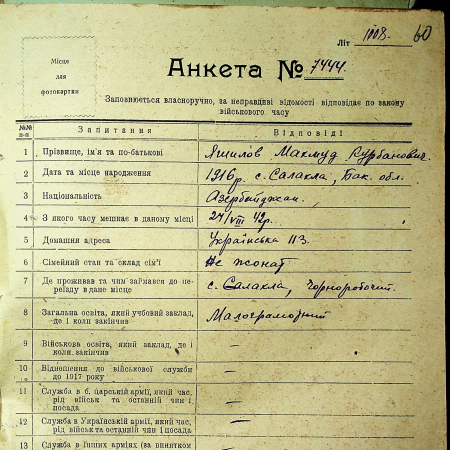 Літ 1008. 60
Місце
для
фотокартки
Анкета № 7444.
Заповнюється власноручно, за неправдиві відомості відповідає по закону
військового часу
№№
п-п
Запитання
Відповіді
1 Прізвище, ім'я та по-батькові Яшилов Махмуд Курбанович.
2 Дата та місце народження 1916 р. с. Салакла, Бак. обл.
3 Національність Азербейджан.
4 З якого часу мешкає в даному місці 24/VIII 42р.
5 Домашня адреса Українська 113.
6 Сімейний стан та склад сім'ї Не жонат
7 Де проживав та чим займався до пе-
реїзду в дане місце с. Салакла, Чорноробочий.
8 Загальна освіта, який учбовий заклад,
де і коли закінчив Малограмотний
9 Військова освіта, який заклад, де і
коли закінчив —
10 Відношення до військової служби
до 1917 року —
11 Служба в б. царській армії, який час,
рід військ та останній чин і
посада —
12 Служба в Українській армії, який час,
рід військ та останній чин і посада —
13 Служба в інших арміях (за винятком